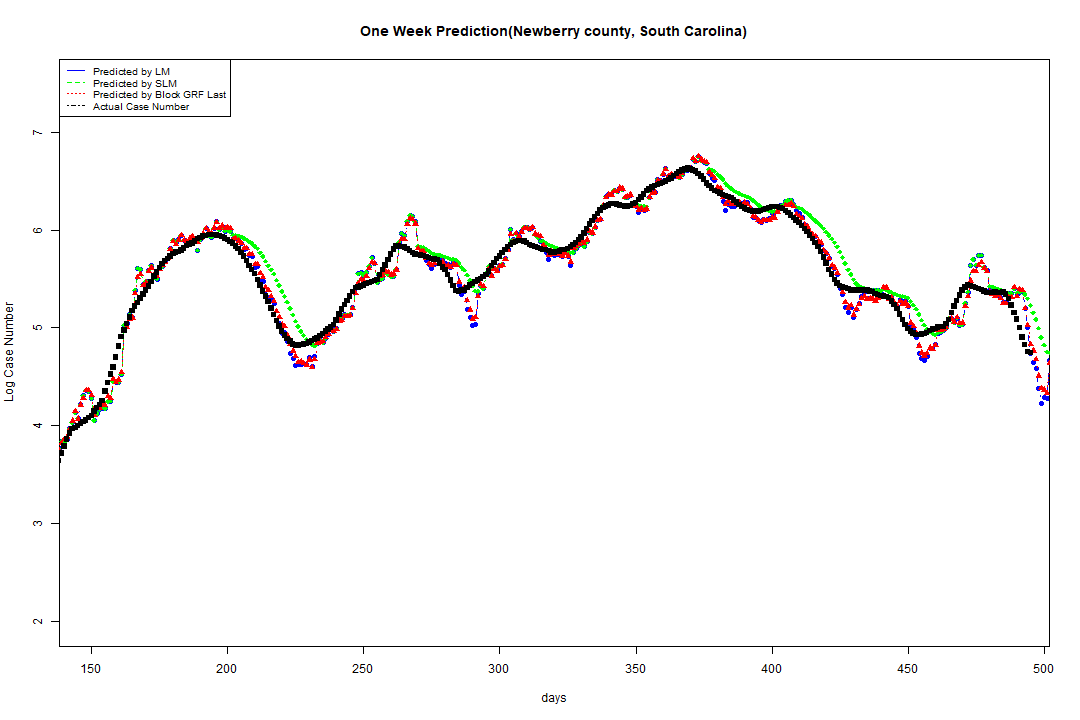 One Week Prediction(Newberry county, South Carolina)
Predicted by LM
Predicted by SLM
Predicted by Block GRF Last
Actual Case Number
7
6
5
4
3
2
Log Case Number
150 200 250 300 350 400 450 500
days